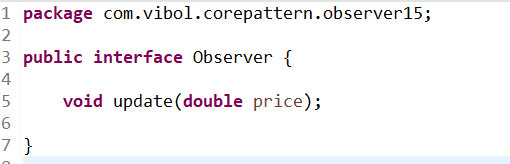 1 package com.vibol.corepattern.observer15;
2
3 public interface Observer {
4
5 void update(double price);
6
7 }